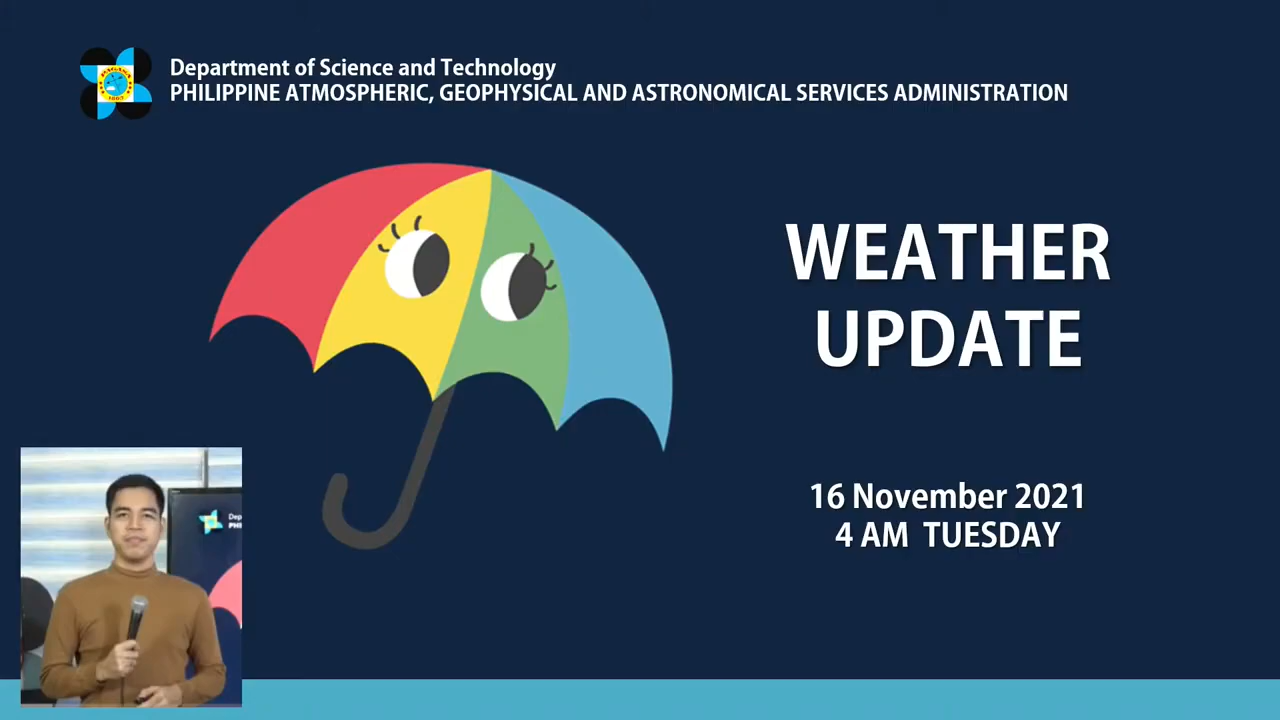 Department of Science and Technology
PHILIPPINE ATMOSPHERIC, GEOPHYSICAL AND ASTRONOMICAL SERVICES ADMINISTRATION
PAGASA
WEATHER
UPDATE
16 November 2021
4 AM TUESDAY